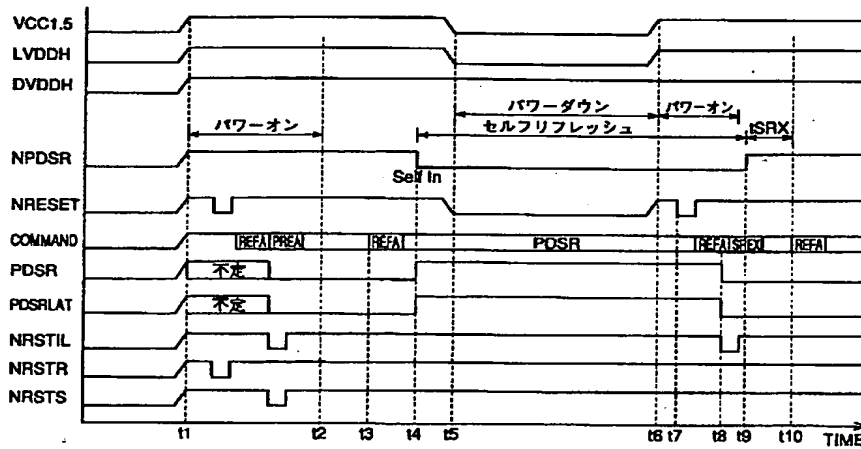 VCC1.5
LVDDH
DVDDH
パワーダウン パワーオン
パワーオン セルフリフレッシュ tSRX
NPDSR
Self In
NRESET
COMMAND REFA PREA REFA PDSR REFA SREX REFA
PDSR 不定
PDSRLAT 不定
NRSTIL
NRSTR
NRSTS
t1 t2 t3 t4 t5 t6 t7 t8 t9 t10 TIME